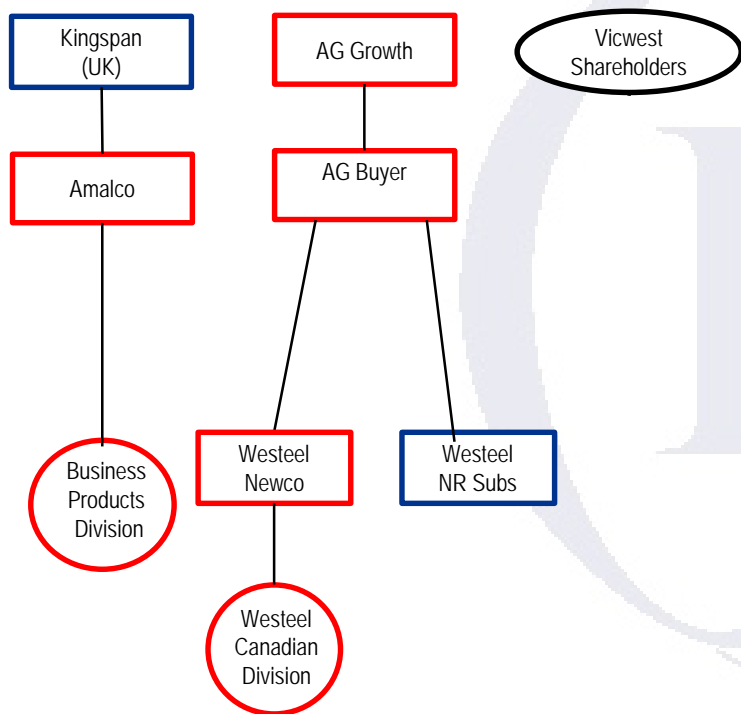 Kingspan
(UK)
AG Growth
Vicwest
Shareholders
Amalco
AG Buyer
Business
Products
Division
Westeel
Newco
Westeel
NR Subs
Westeel
Canadian
Division